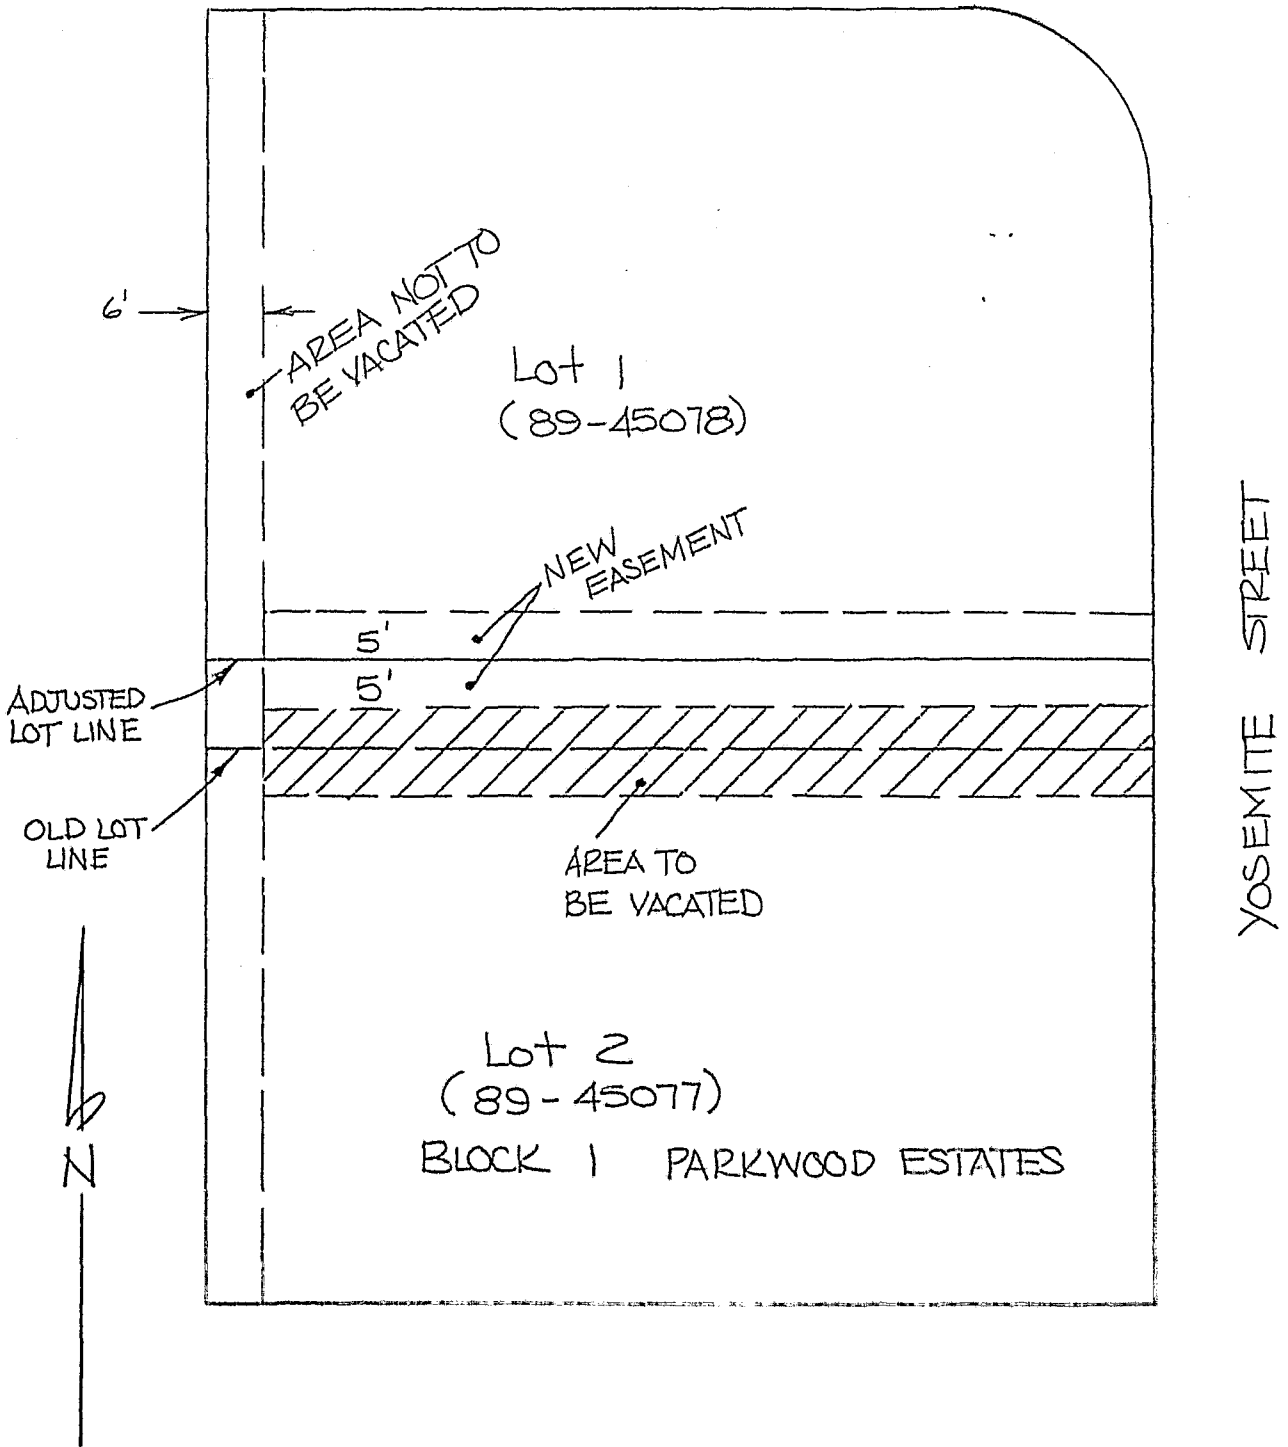 6'
AREA NOT TO
BE VACATED
Lot 1
(89-45078)
NEW
EASEMENT
5'
5'
ADJUSTED
LOT LINE
OLD LOT
LINE
AREA TO
BE VACATED
YOSEMITE STREET
Lot 2
(89-45077)
BLOCK 1 PARKWOOD ESTATES
N